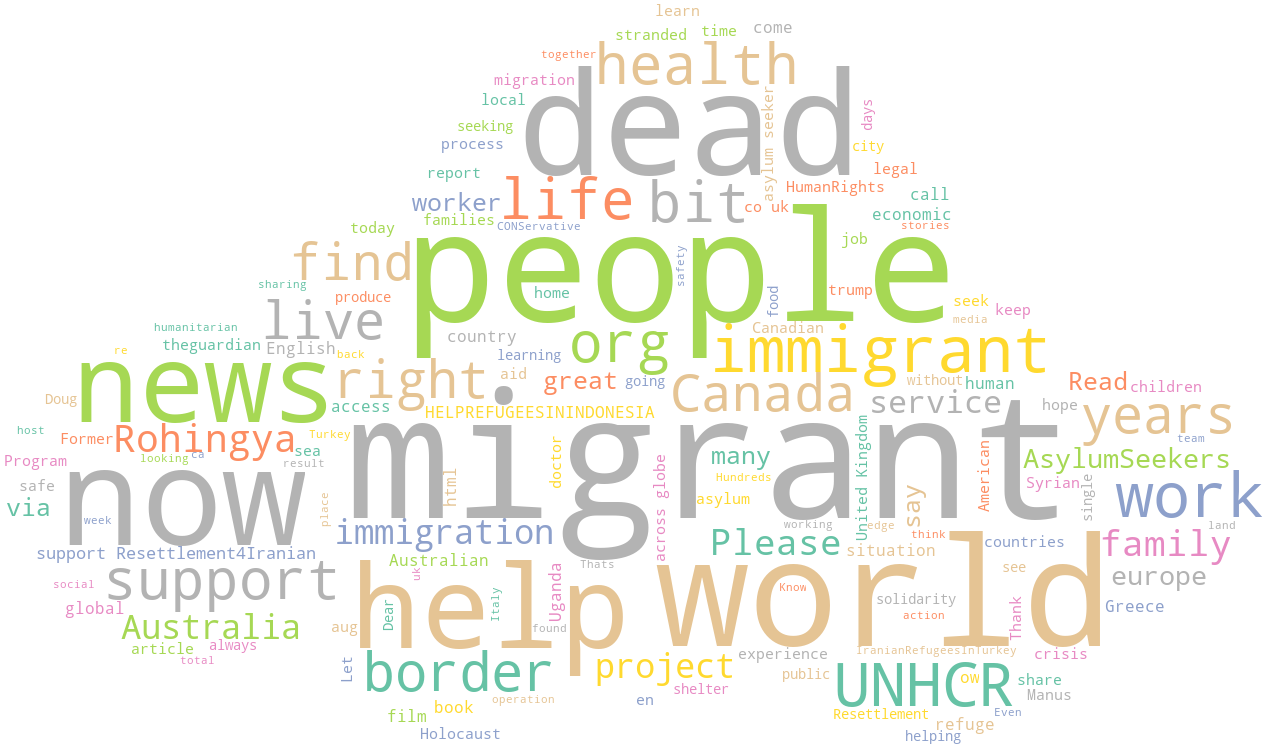 learn
stranded time come
together health
migration dead
local days
seeking asylum seeker
process city
report legal
worker life bit HumanRights
co uk call
families economic
today CONServative stories
people job
find safety
sharing home food trump
produce seek
live keep
humanitarian org Canadian media
theguardian English country immigrant
re back learning
news right aid great going Canada without human Read children
Doug access HELPREFUGEESININDONESIA service hope years
host Former Rohingya Turkey migrant team
Program looking ca sea many AsylumSeekers
safe result html doctor across globe Hundreds United Kingdom American Syrian
now place asylum say single work
via week immigration working edge land
support Resettlement4Iranian Please think countries family
support Australian Thats situation
social uk help world see europe
global Uganda Know solidarity
Australia Dear Italy action Thank Greece
aug found
article always
total Let border project experience IranianRefugeesInTurkey crisis
shelter public UNHCR ow share
operation en Manus
film book Resettlement Even
Holocaust refuge
helping